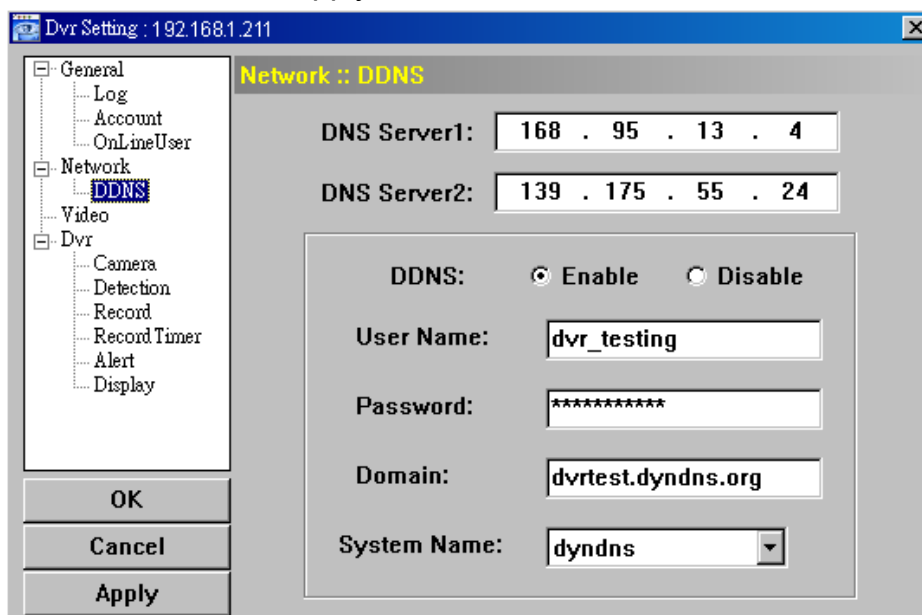 Dvr Setting : 192.168.1.211
General
Log
Account
OnLineUser
Network
DDNS
Video
Dvr
Camera
Detection
Record
Record Timer
Alert
Display
OK
Cancel
Apply
Network :: DDNS
DNS Server1: 168 . 95 . 13 . 4
DNS Server2: 139 . 175 . 55 . 24
DDNS: Enable Disable
User Name: dvr_testing
Password: ***********
Domain: dvrtest.dyndns.org
System Name: dyndns